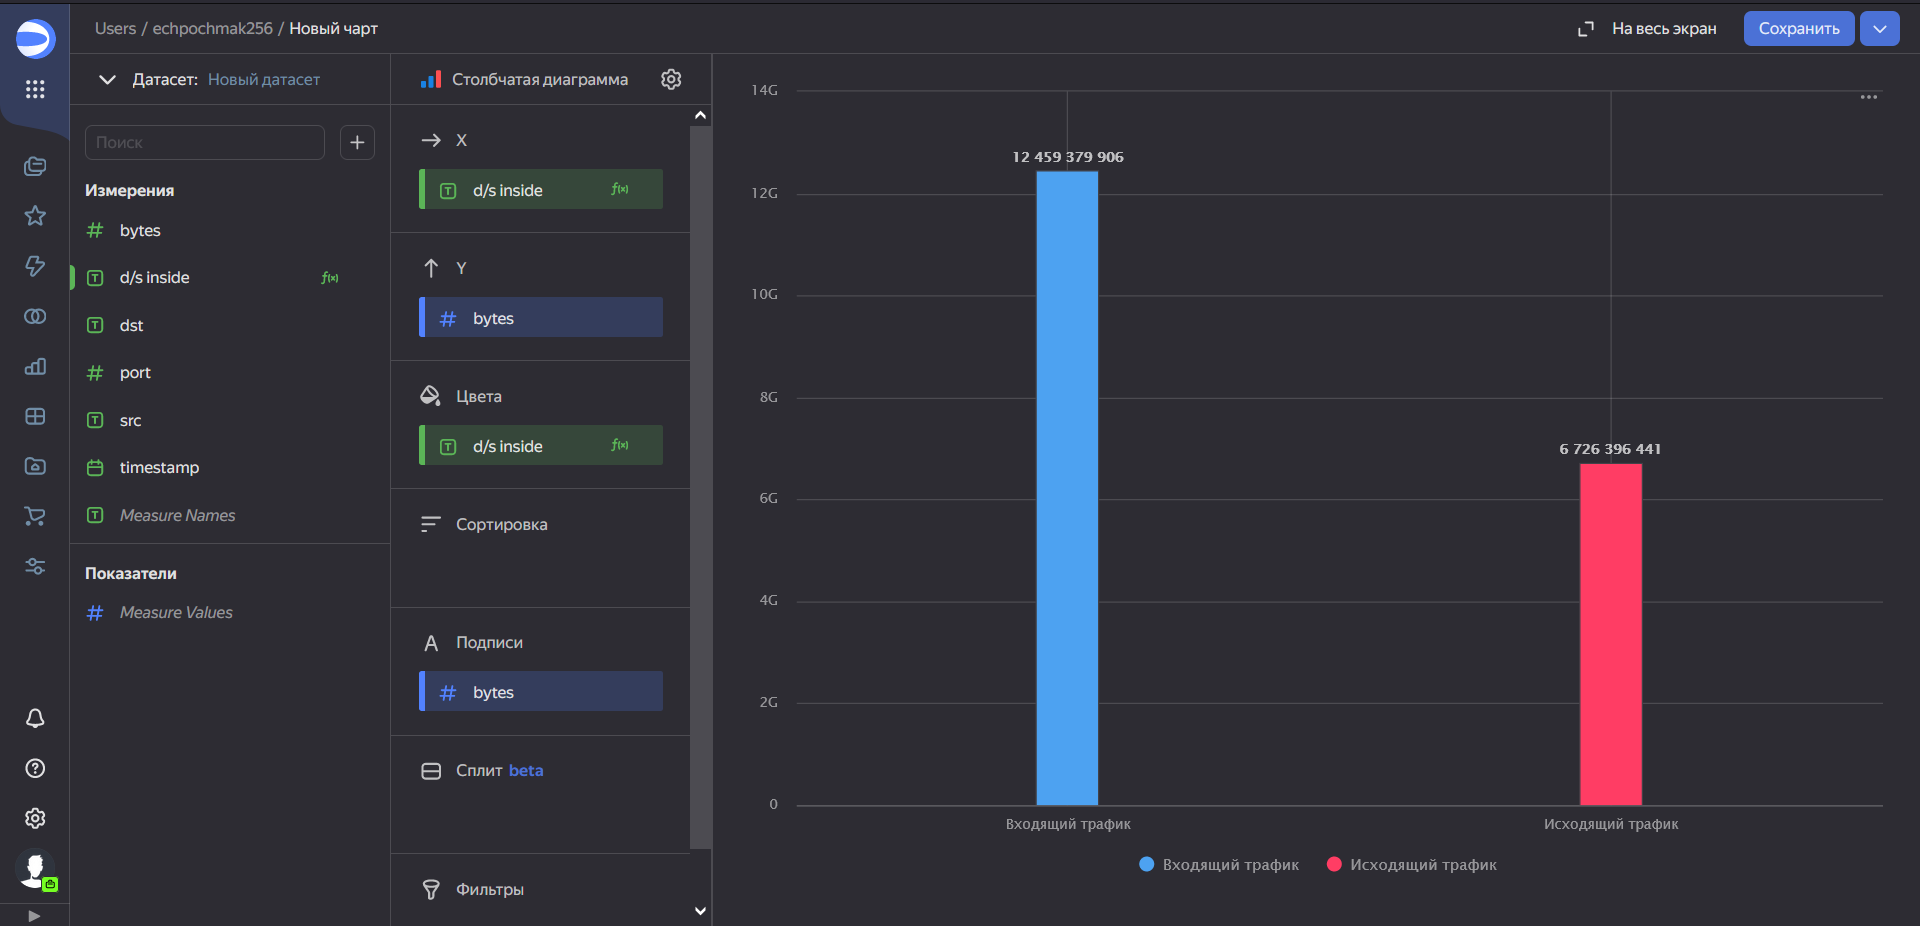 Users / echpochmak256 / Новый чарт
На весь экран
Сохранить
Датасет: Новый датасет
Поиск
Измерения
bytes
d/s inside
dst
port
src
timestamp
Measure Names
Показатели
Measure Values
Столбчатая диаграмма
X
d/s inside
Y
bytes
Цвета
d/s inside
Сортировка
Подписи
bytes
Сплит beta
Фильтры
14G
12G
10G
8G
6G
4G
2G
0
12 459 379 906
6 726 396 441
Входящий трафик
Исходящий трафик
Входящий трафик
Исходящий трафик